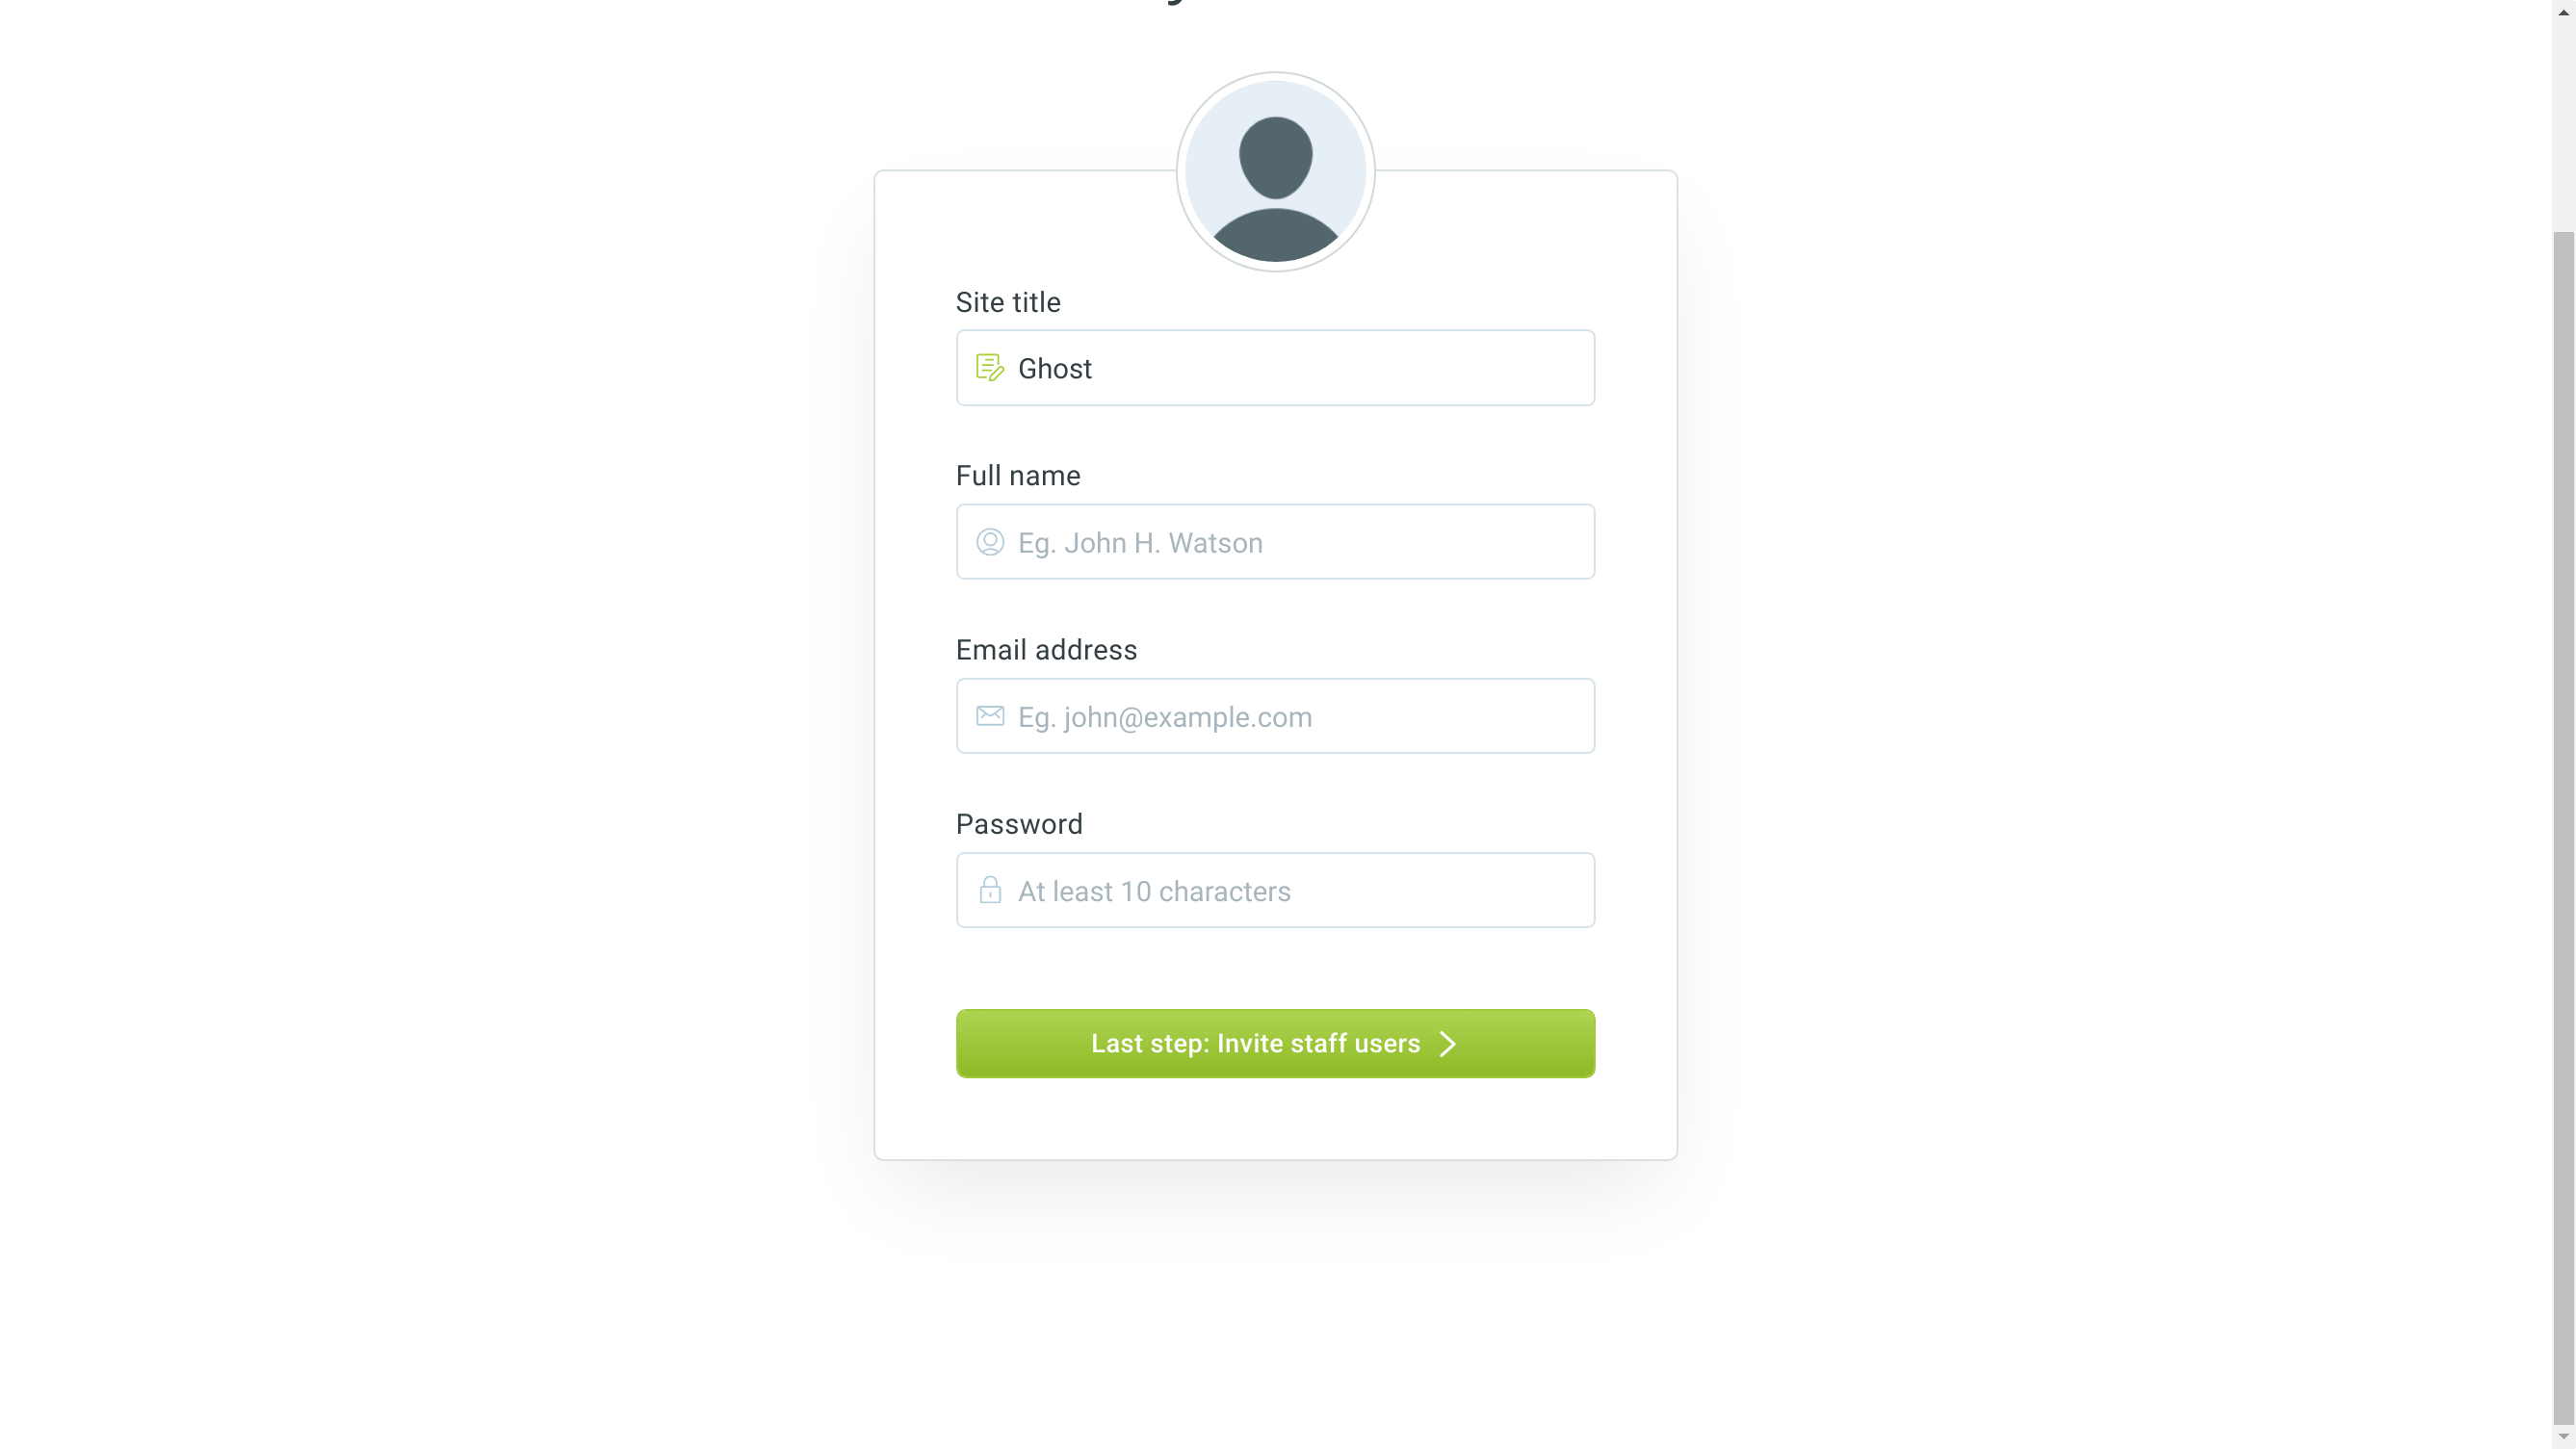 Site title
Ghost
Full name
Eg. John H. Watson
Email address
Eg. john@example.com
Password
At least 10 characters
Last step: Invite staff users